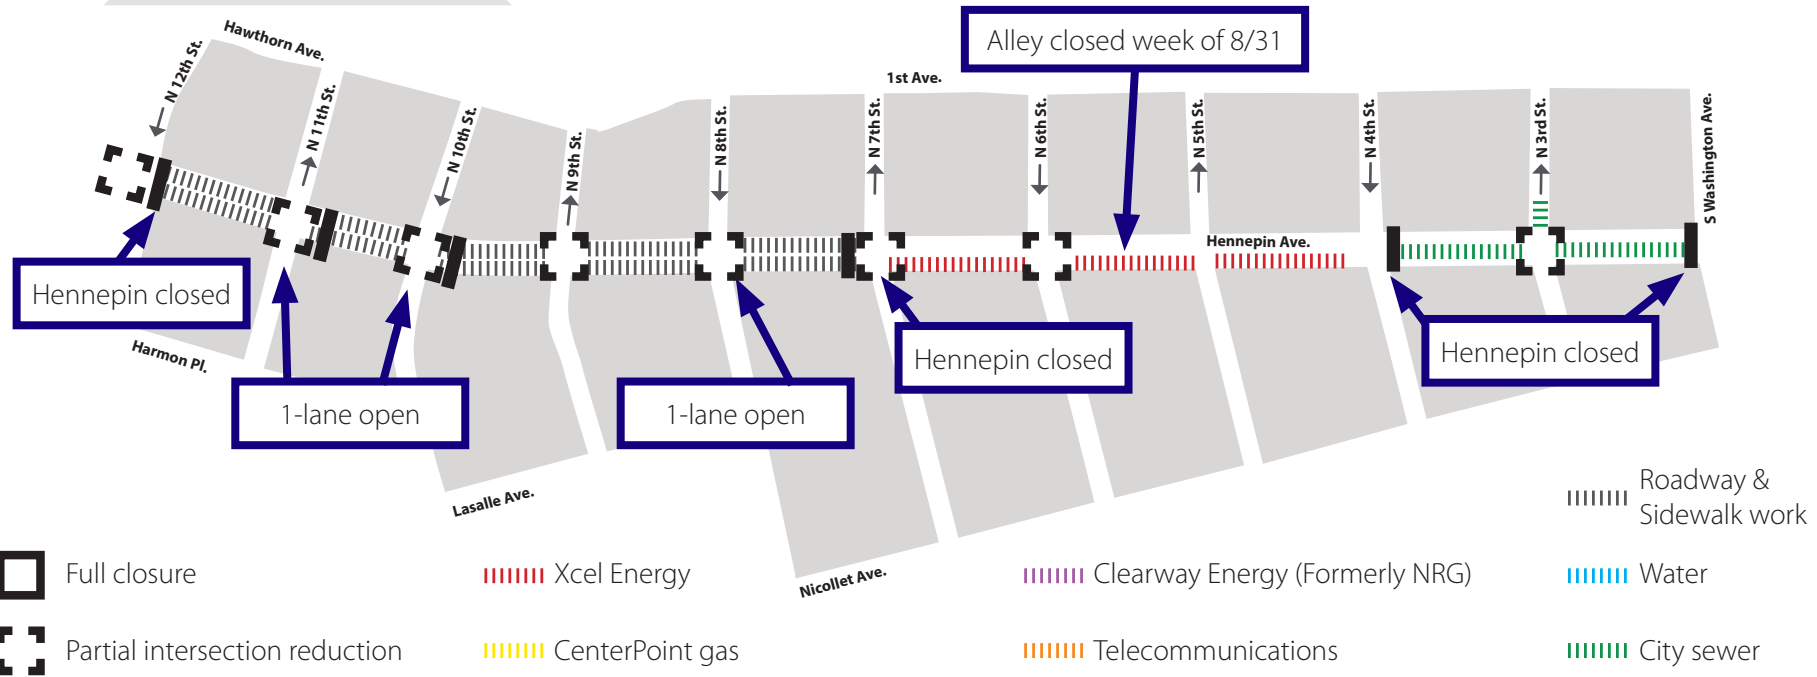 Alley closed week of 8/31
Hawthorn Ave.
1st Ave.
N 12th St.
N 11th St.
N 10th St.
N 9th St.
N 8th St.
N 7th St.
N 6th St.
N 5th St.
N 4th St.
N 3rd St.
S Washington Ave.
Hennepin Ave.
Hennepin closed
Harmon Pl.
1-lane open
1-lane open
Hennepin closed
Hennepin closed
Lasalle Ave.
Nicollet Ave.
Roadway &
Sidewalk work
Full closure
Xcel Energy
Clearway Energy (Formerly NRG)
Water
Partial intersection reduction
CenterPoint gas
Telecommunications
City sewer